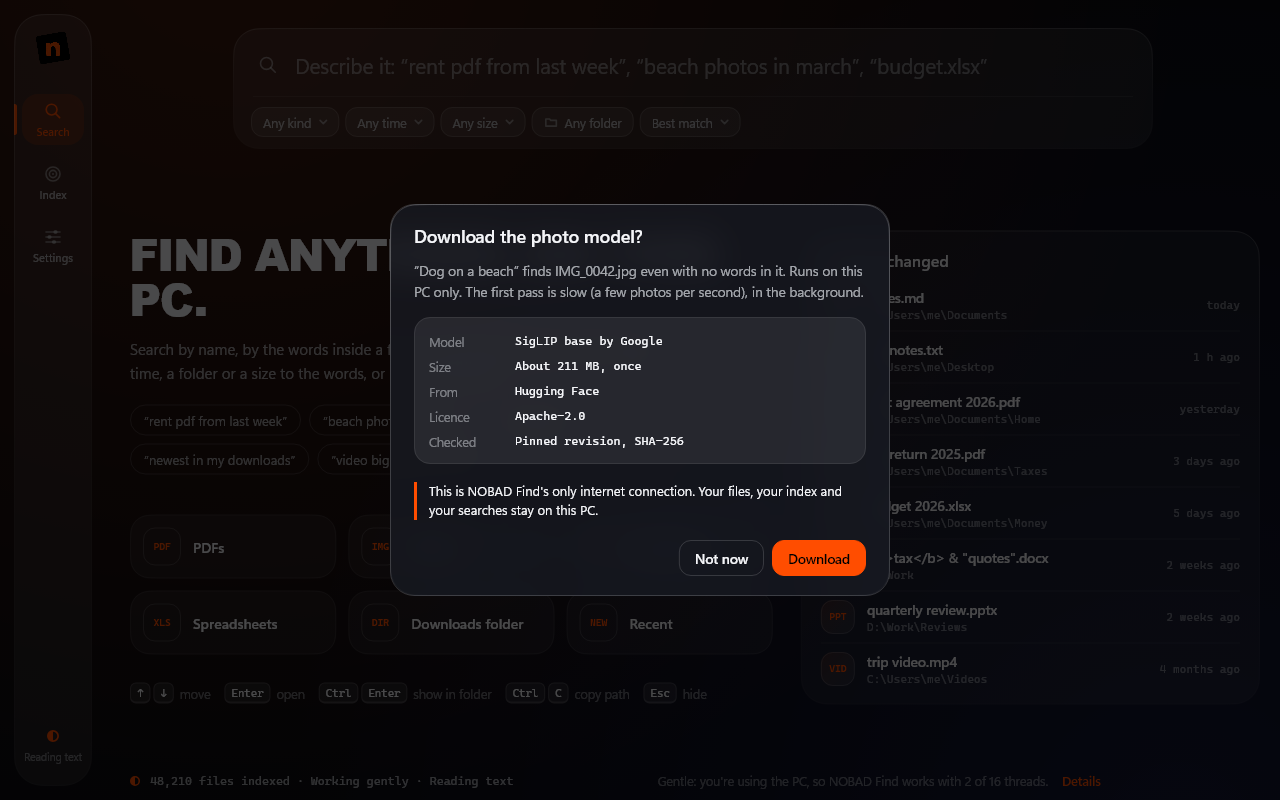 n
Describe it: “rent pdf from last week”, “beach photos in march”, “budget.xlsx”
Any kind
Any time
Any size
Any folder
Best match
Search
Index
Settings
FIND ANYT
PC.
Search by name, by the words inside a f
time, a folder or a size to the words, or
“rent pdf from last week”
“beach phot
“newest in my downloads”
“video big
PDF
PDFs
IMG
XLS
Spreadsheets
DIR
Downloads folder
NEW
Recent
↑ ↓ move Enter open Ctrl Enter show in folder Ctrl C copy path Esc hide
Download the photo model?
“Dog on a beach” finds IMG_0042.jpg even with no words in it. Runs on this
PC only. The first pass is slow (a few photos per second), in the background.
Model SigLIP base by Google
Size About 211 MB, once
From Hugging Face
Licence Apache-2.0
Checked Pinned revision, SHA-256
This is NOBAD Find's only internet connection. Your files, your index and
your searches stay on this PC.
Not now
Download
changed
es.md
sers\me\Documents
today
notes.txt
sers\me\Desktop
1 h ago
t agreement 2026.pdf
sers\me\Documents\Home
yesterday
return 2025.pdf
sers\me\Documents\Taxes
3 days ago
get 2026.xlsx
sers\me\Documents\Money
5 days ago
>tax</b> & "quotes".docx
Work
2 weeks ago
PPT
quarterly review.pptx
D:\Work\Reviews
2 weeks ago
VID
trip video.mp4
C:\Users\me\Videos
4 months ago
Reading text
48,210 files indexed · Working gently · Reading text
Gentle: you're using the PC, so NOBAD Find works with 2 of 16 threads.
Details